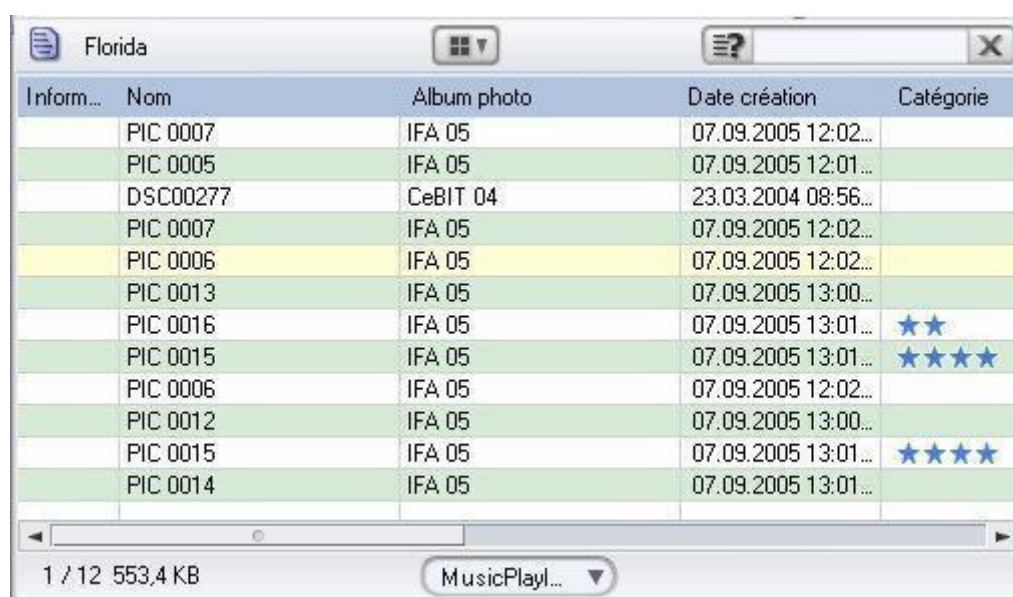 Florida
Inform... Nom Album photo Date création Catégorie
PIC 0007 IFA 05 07.09.2005 12:02...
PIC 0005 IFA 05 07.09.2005 12:01...
DSC00277 CeBIT 04 23.03.2004 08:56...
PIC 0007 IFA 05 07.09.2005 12:02...
PIC 0006 IFA 05 07.09.2005 12:02...
PIC 0013 IFA 05 07.09.2005 13:00...
PIC 0016 IFA 05 07.09.2005 13:01...
PIC 0015 IFA 05 07.09.2005 13:01...
PIC 0006 IFA 05 07.09.2005 12:02...
PIC 0012 IFA 05 07.09.2005 13:00...
PIC 0015 IFA 05 07.09.2005 13:01...
PIC 0014 IFA 05 07.09.2005 13:01...
1 / 12 553,4 KB MusicPlayl...